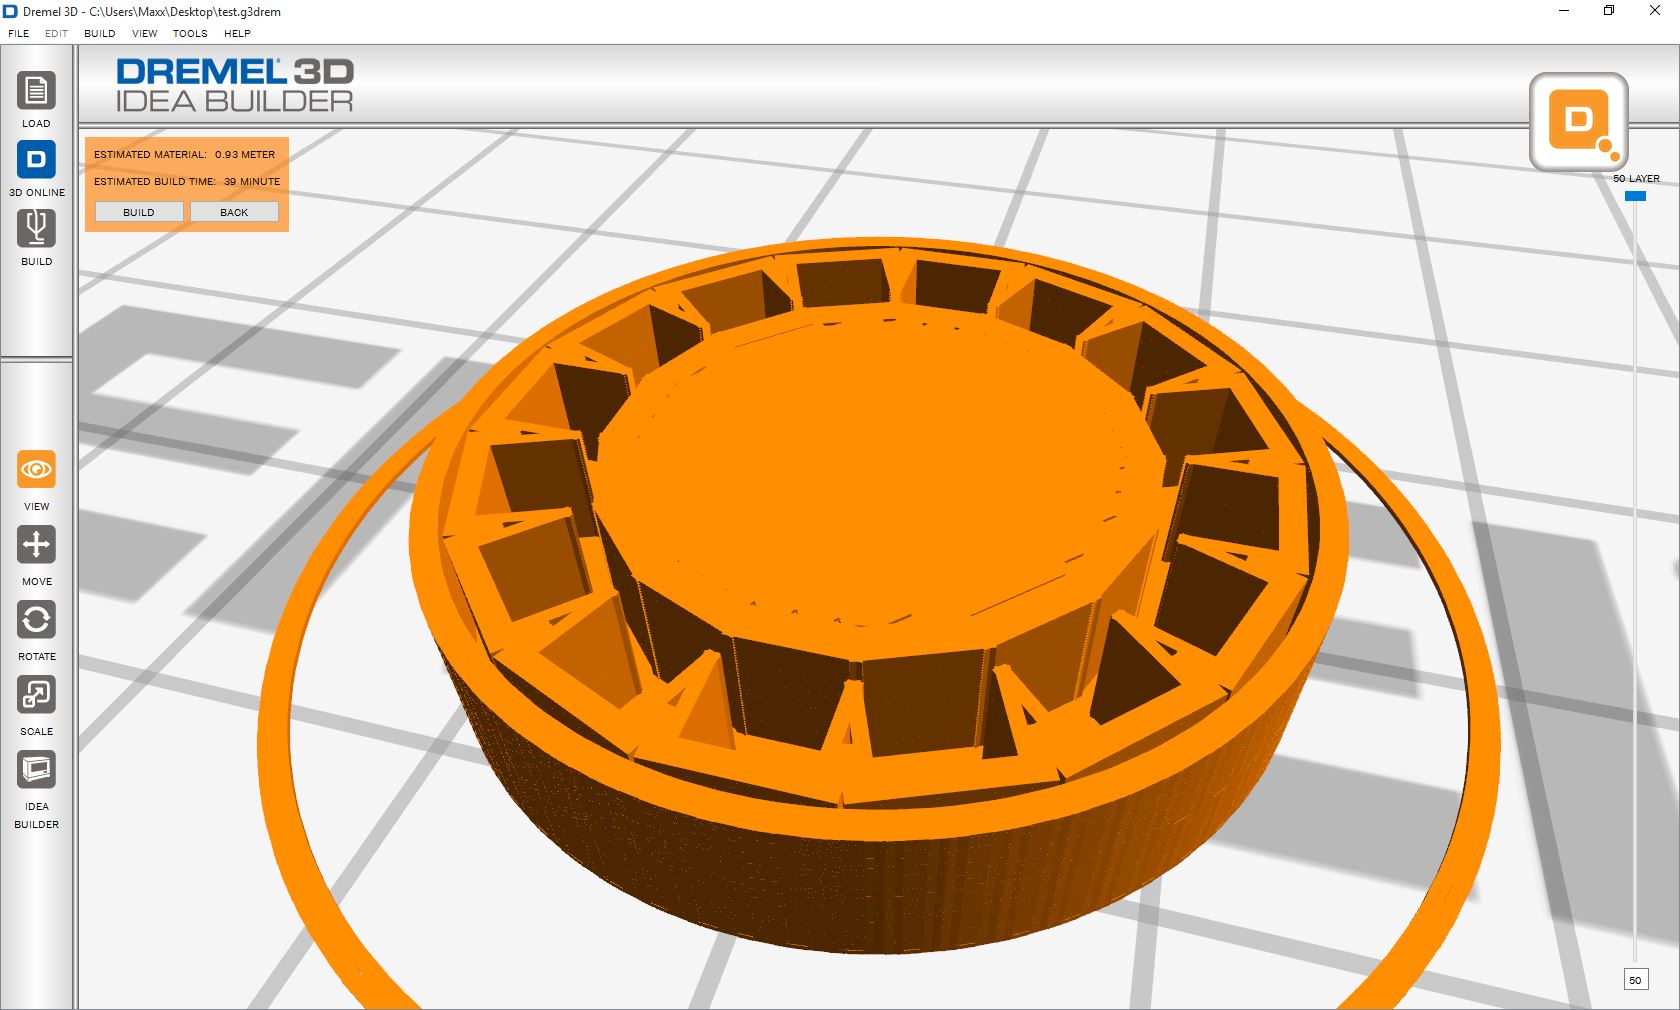 Dremel 3D - C:\Users\Maxx\Desktop\test.g3drem
FILE EDIT BUILD VIEW TOOLS HELP
DREMEL 3D
IDEA BUILDER
D
LOAD
D
3D ONLINE
BUILD
ESTIMATED MATERIAL: 0.93 METER
ESTIMATED BUILD TIME: 39 MINUTE
BUILD BACK
D
50 LAYER
VIEW
MOVE
ROTATE
SCALE
IDEA
BUILDER
50